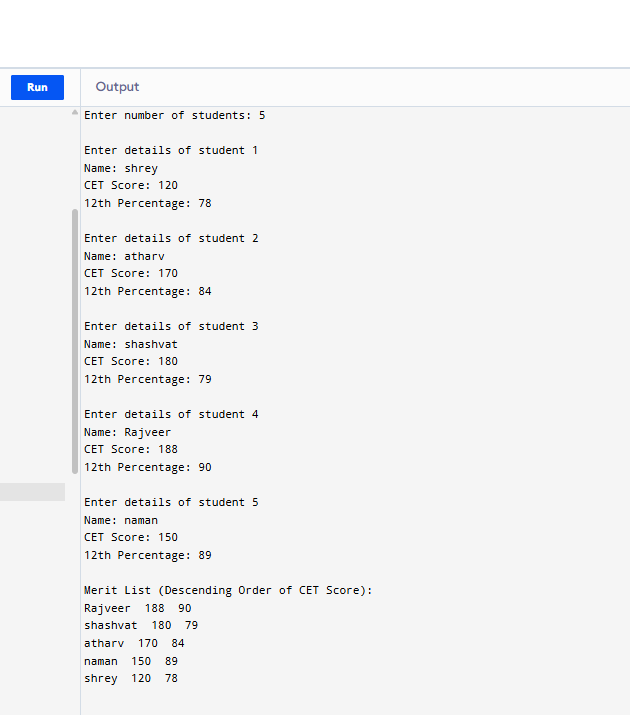 Run
Output
Enter number of students: 5
Enter details of student 1
Name: shrey
CET Score: 120
12th Percentage: 78
Enter details of student 2
Name: atharv
CET Score: 170
12th Percentage: 84
Enter details of student 3
Name: shashvat
CET Score: 180
12th Percentage: 79
Enter details of student 4
Name: Rajveer
CET Score: 188
12th Percentage: 90
Enter details of student 5
Name: naman
CET Score: 150
12th Percentage: 89
Merit List (Descending Order of CET Score):
Rajveer  188  90
shashvat  180  79
atharv  170  84
naman  150  89
shrey  120  78